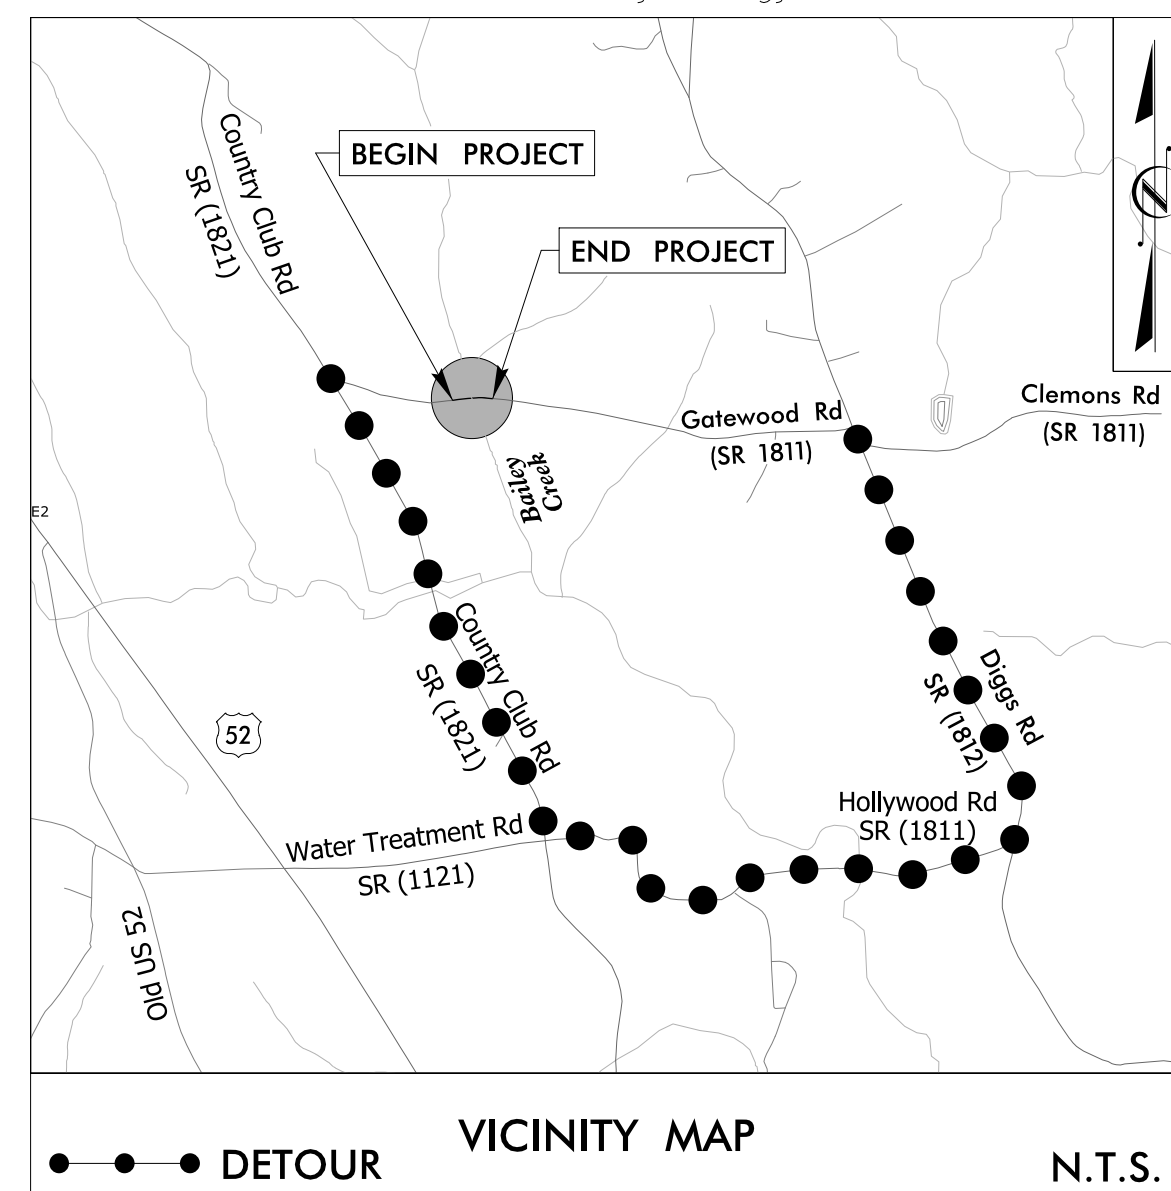 Country Club Rd
SR (1821)
BEGIN PROJECT
END PROJECT
N
Clemons Rd
(SR 1811)
Gatewood Rd
(SR 1811)
Bailey
Creek
E2
Country Club Rd
SR (1821)
52
Diggs Rd
SR (1812)
Hollywood Rd
SR (1811)
Water Treatment Rd
SR (1121)
Old US 52
VICINITY MAP
DETOUR
N.T.S.